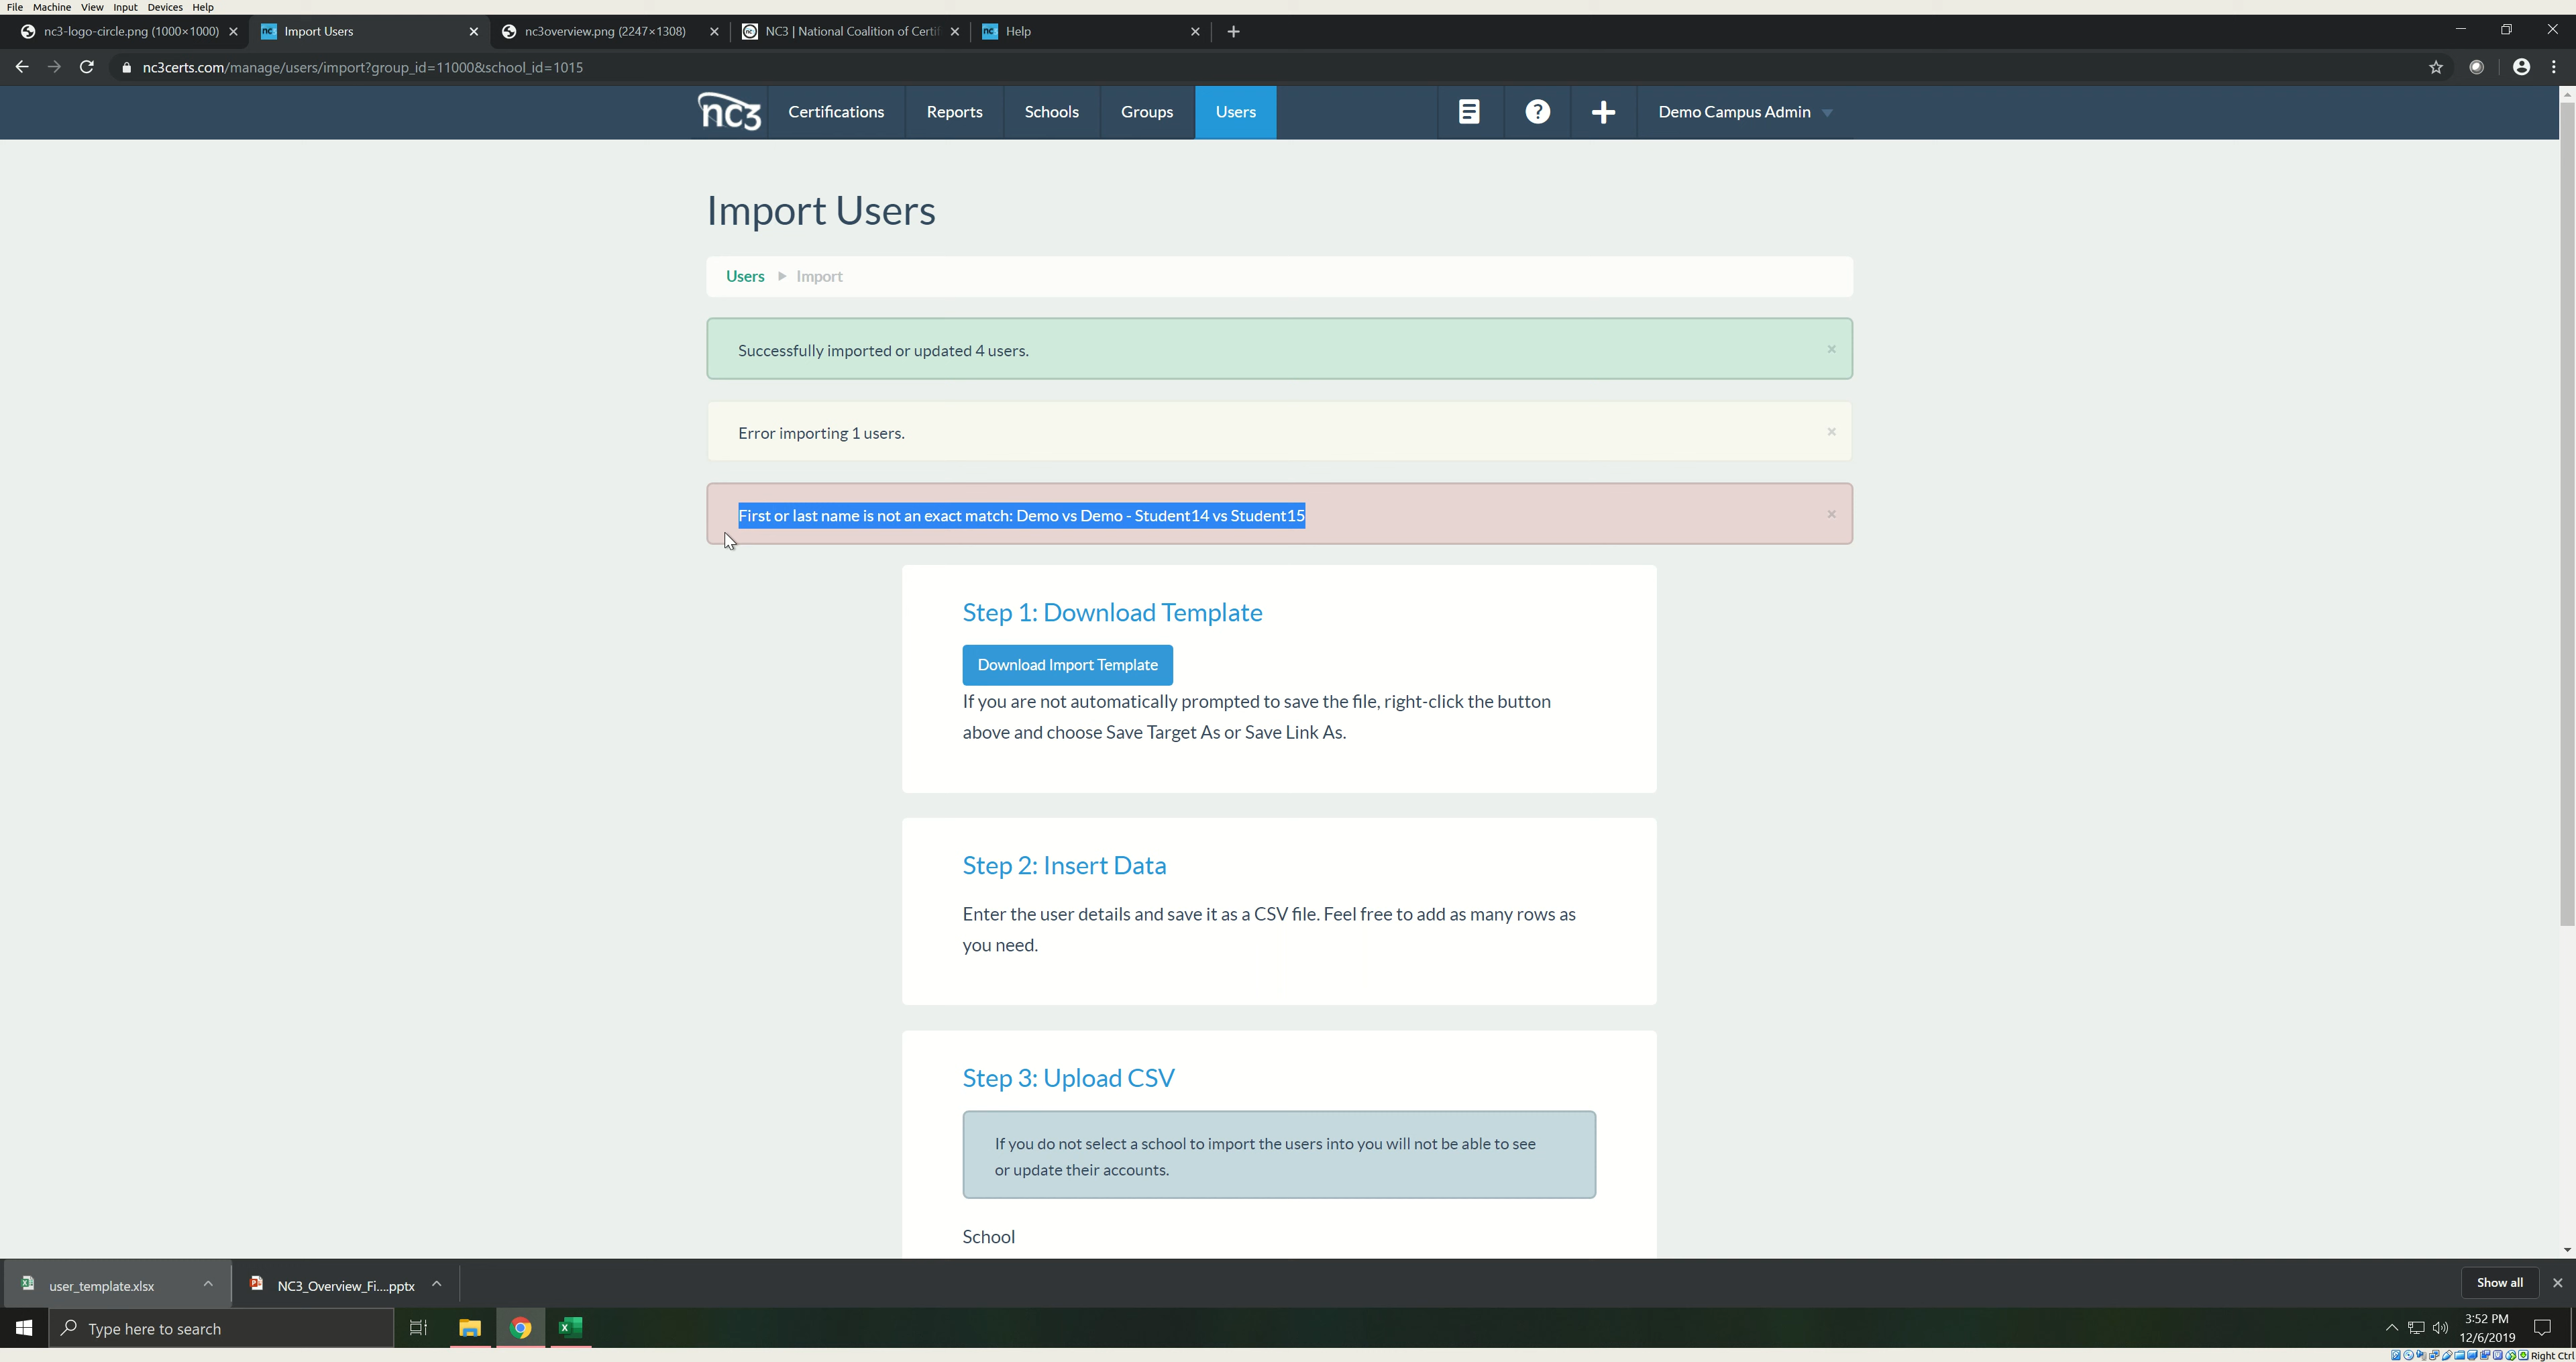 File Machine View Input Devices Help
nc3-logo-circle.png (1000×1000) Import Users nc3overview.png (2247×1308) NC3 | National Coalition of Certif Help
nc3certs.com/manage/users/import?group_id=11000&school_id=1015
nc3 Certifications Reports Schools Groups Users Demo Campus Admin
Import Users
Users Import
Successfully imported or updated 4 users.
Error importing 1 users.
First or last name is not an exact match: Demo vs Demo - Student14 vs Student15
Step 1: Download Template
Download Import Template
If you are not automatically prompted to save the file, right-click the button
above and choose Save Target As or Save Link As.
Step 2: Insert Data
Enter the user details and save it as a CSV file. Feel free to add as many rows as
you need.
Step 3: Upload CSV
If you do not select a school to import the users into you will not be able to see
or update their accounts.
School
user_template.xlsx NC3_Overview_Fi....pptx Show all
Type here to search
3:52 PM
12/6/2019
Right Ctrl